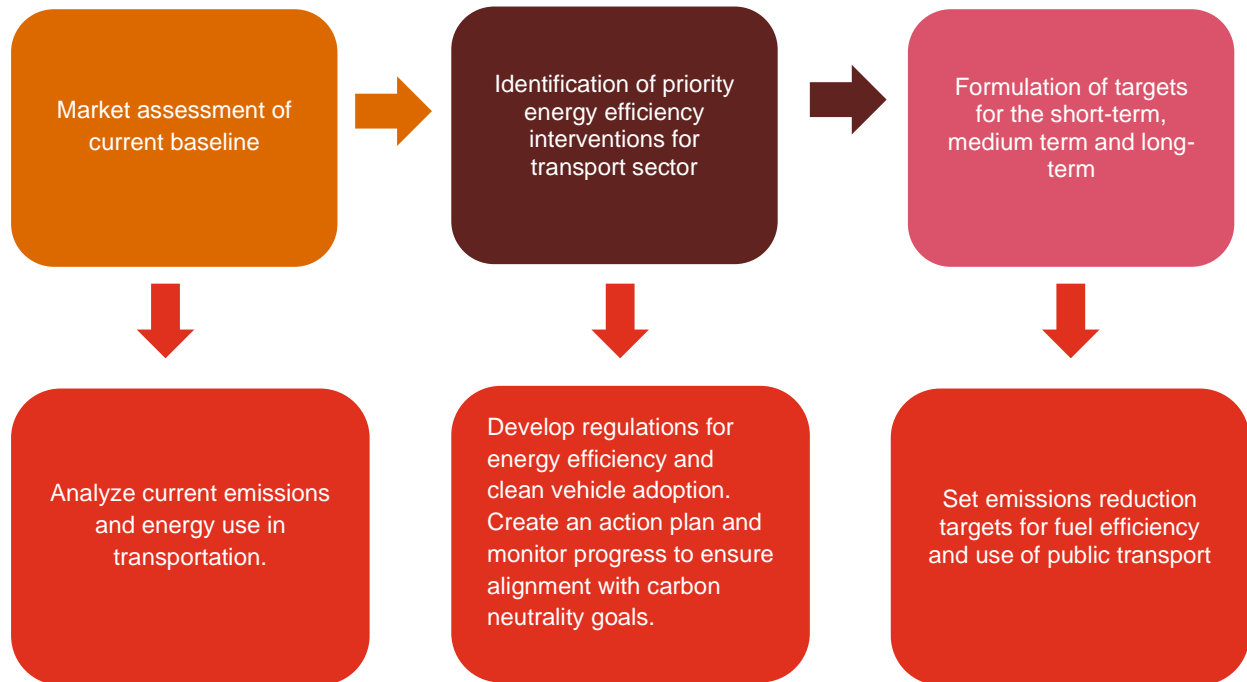 Market assessment of
current baseline
Identification of priority
energy efficiency
interventions for
transport sector
Formulation of targets
for the short-term,
medium term and long-
term
Analyze current emissions
and energy use in
transportation.
Develop regulations for
energy efficiency and
clean vehicle adoption.
Create an action plan and
monitor progress to ensure
alignment with carbon
neutrality goals.
Set emissions reduction
targets for fuel efficiency
and use of public transport